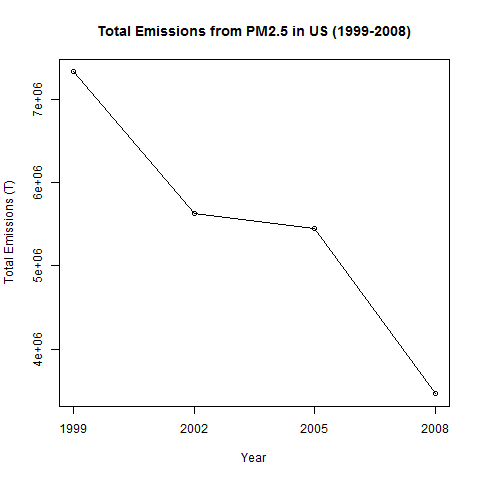 Total Emissions from PM2.5 in US (1999-2008)
Total Emissions (T)
7e+06
6e+06
5e+06
4e+06
1999 2002 2005 2008
Year